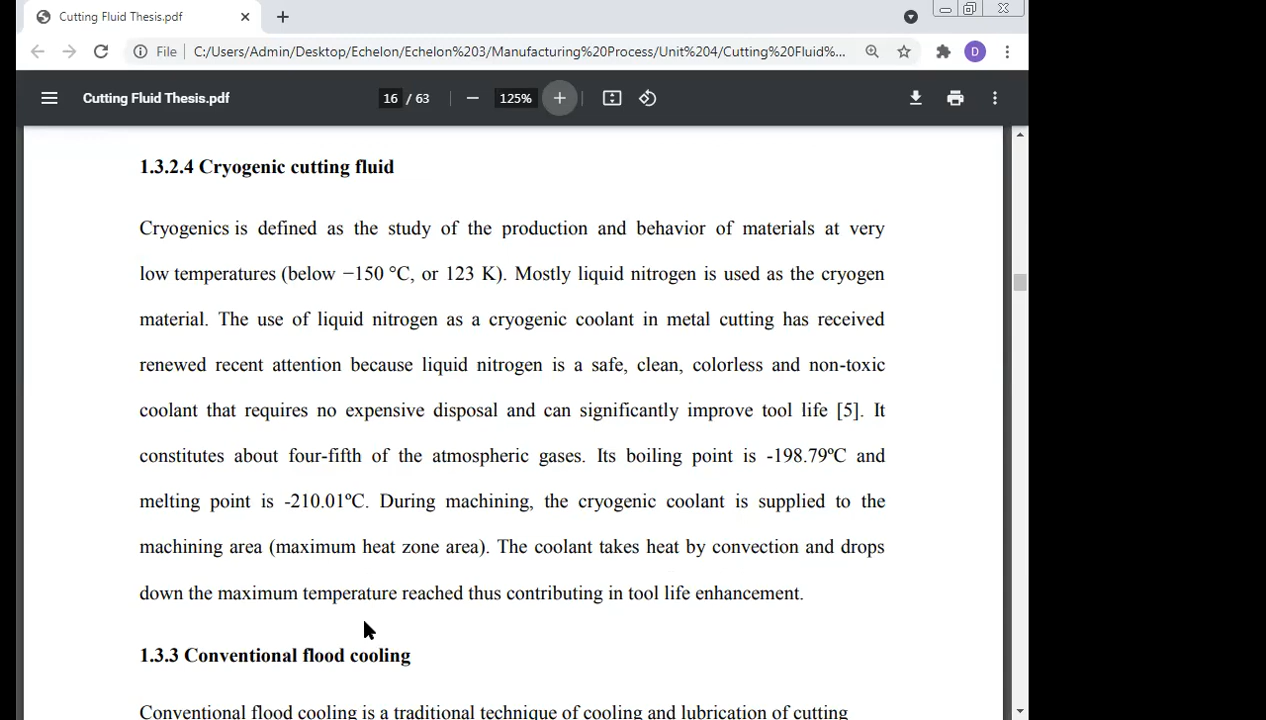 Cutting Fluid Thesis.pdf
File C:/Users/Admin/Desktop/Echelon/Echelon%203/Manufacturing%20Process/Unit%204/Cutting%20Fluid%... D
Cutting Fluid Thesis.pdf 16 / 63 125%
1.3.2.4 Cryogenic cutting fluid
Cryogenics is defined as the study of the production and behavior of materials at very
low temperatures (below −150 °C, or 123 K). Mostly liquid nitrogen is used as the cryogen
material. The use of liquid nitrogen as a cryogenic coolant in metal cutting has received
renewed recent attention because liquid nitrogen is a safe, clean, colorless and non-toxic
coolant that requires no expensive disposal and can significantly improve tool life [5]. It
constitutes about four-fifth of the atmospheric gases. Its boiling point is -198.79ºC and
melting point is -210.01ºC. During machining, the cryogenic coolant is supplied to the
machining area (maximum heat zone area). The coolant takes heat by convection and drops
down the maximum temperature reached thus contributing in tool life enhancement.
1.3.3 Conventional flood cooling
Conventional flood cooling is a traditional technique of cooling and lubrication of cutting